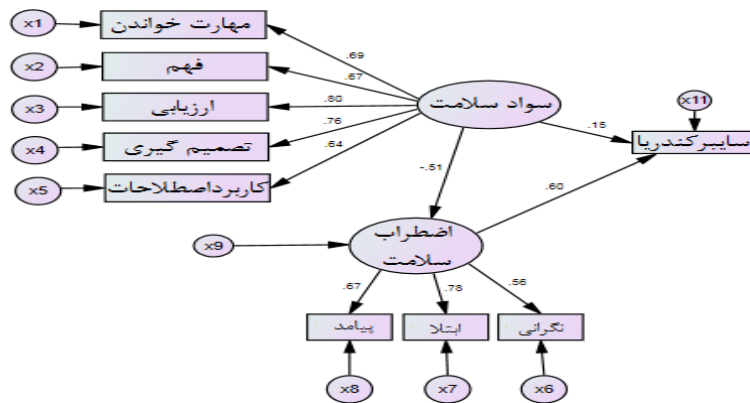 x1
مهارت خواندن
x2
فهم
x3
ارزیابی
x4
تصمیم گیری
x5
کاربرداصطلاحات
.69
.67
.80
.76
.64
سواد سلامت
.15
x11
سایبرکندریا
-.51
.60
x9
اضطراب
سلامت
.67
.78
.56
پیامد
ابتلا
نگرانی
x8
x7
x6